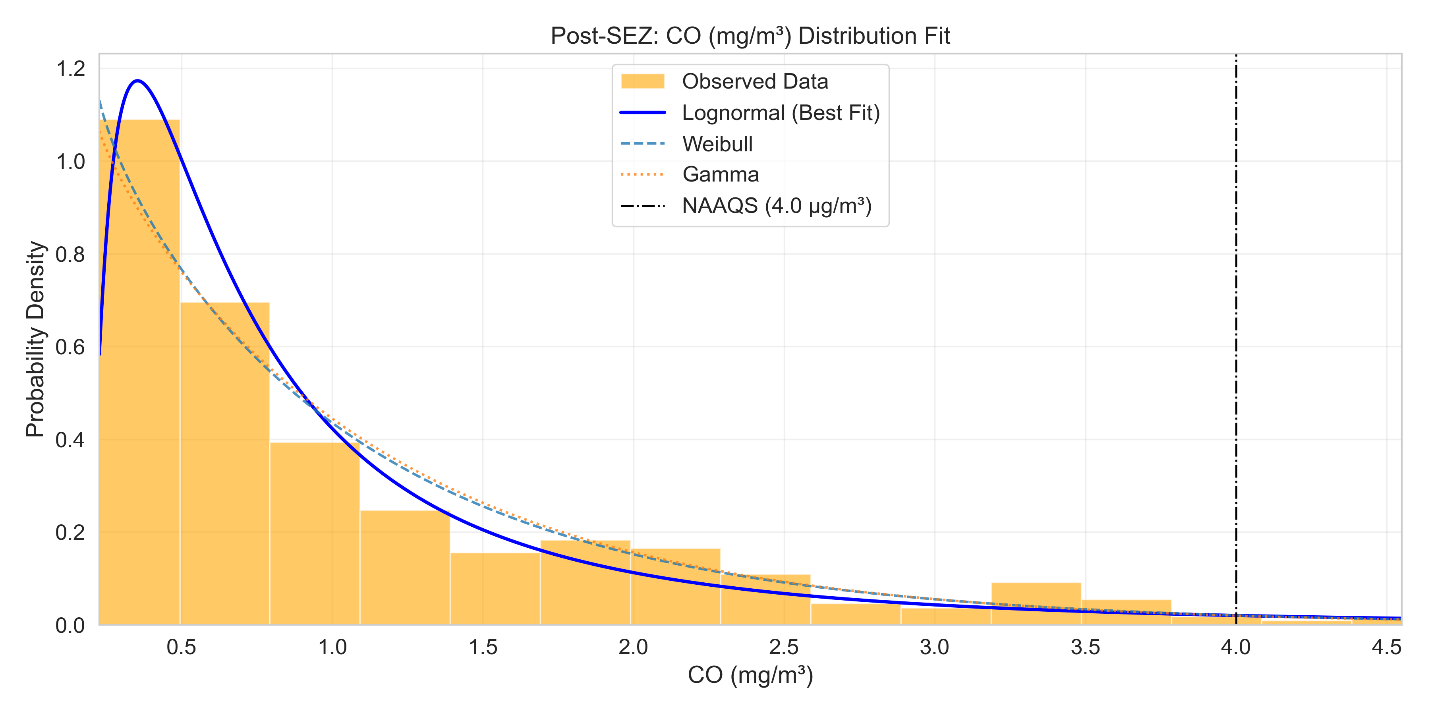 Post-SEZ: CO (mg/m³) Distribution Fit
Observed Data
Lognormal (Best Fit)
Weibull
Gamma
NAAQS (4.0 µg/m³)
Probability Density
1.2
1.0
0.8
0.6
0.4
0.2
0.0
0.5 1.0 1.5 2.0 2.5 3.0 3.5 4.0 4.5
CO (mg/m³)